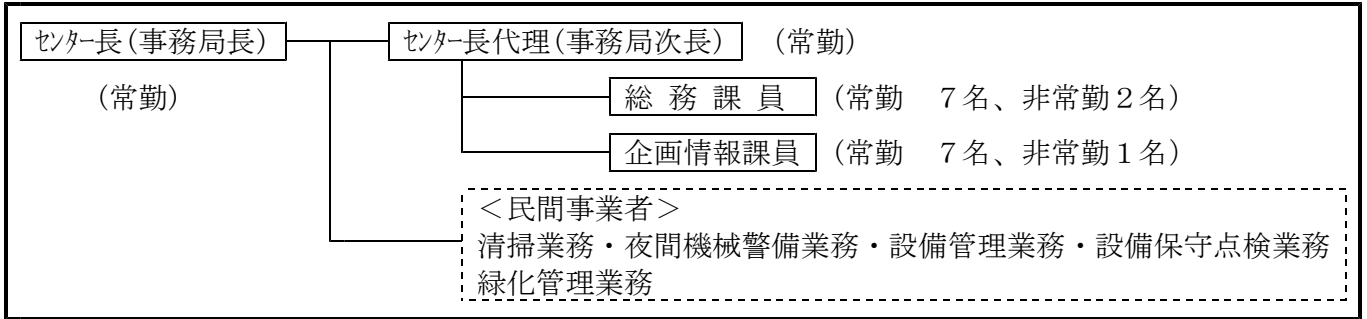 ｾﾝﾀｰ長(事務局長) ｾﾝﾀｰ長代理(事務局次長) (常勤)
(常勤) 総務課員 (常勤　７名、非常勤２名)
企画情報課員 (常勤　７名、非常勤１名)
＜民間事業者＞
清掃業務・夜間機械警備業務・設備管理業務・設備保守点検業務
緑化管理業務